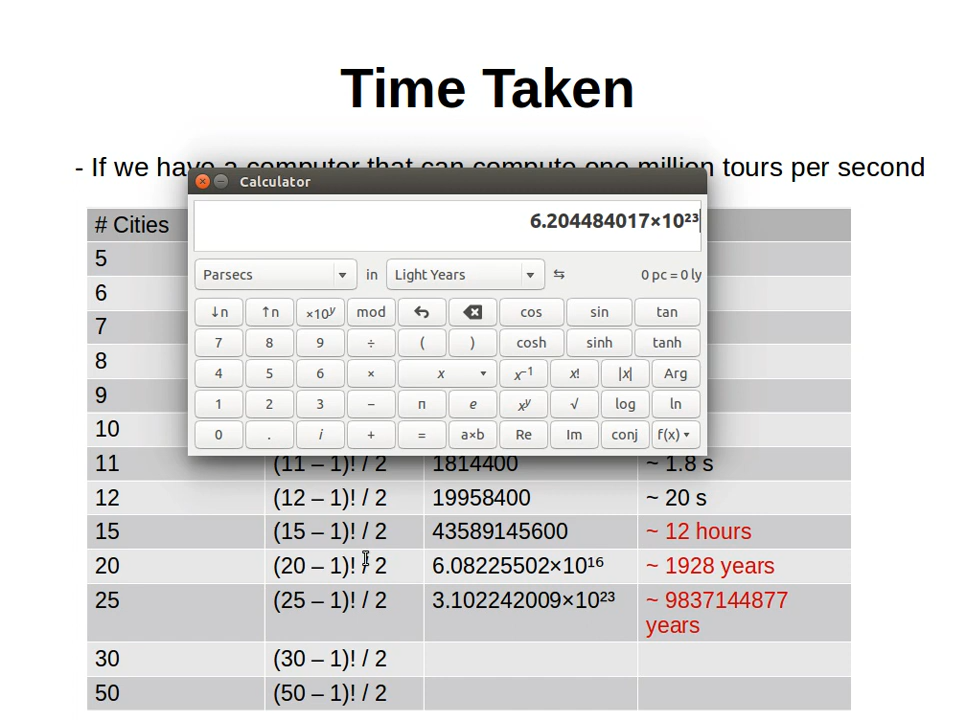 Time Taken
- If we have a computer that can compute one million tours per second
Calculator
6.204484017×10²³
Parsecs in Light Years ⇆ 0 pc = 0 ly
↓n ↑n ×10ʸ mod cos sin tan
7 8 9 ÷ ( ) cosh sinh tanh
4 5 6 × x x⁻¹ x! |x| Arg
1 2 3 − π e xʸ √ log ln
0 . i + = a×b Re Im conj f(x)
# Cities
5
6
7
8
9
10
11 (11 – 1)! / 2 1814400 ~ 1.8 s
12 (12 – 1)! / 2 19958400 ~ 20 s
15 (15 – 1)! / 2 43589145600 ~ 12 hours
20 (20 – 1)! / 2 6.08225502×10¹⁶ ~ 1928 years
25 (25 – 1)! / 2 3.102242009×10²³ ~ 9837144877
years
30 (30 – 1)! / 2
50 (50 – 1)! / 2